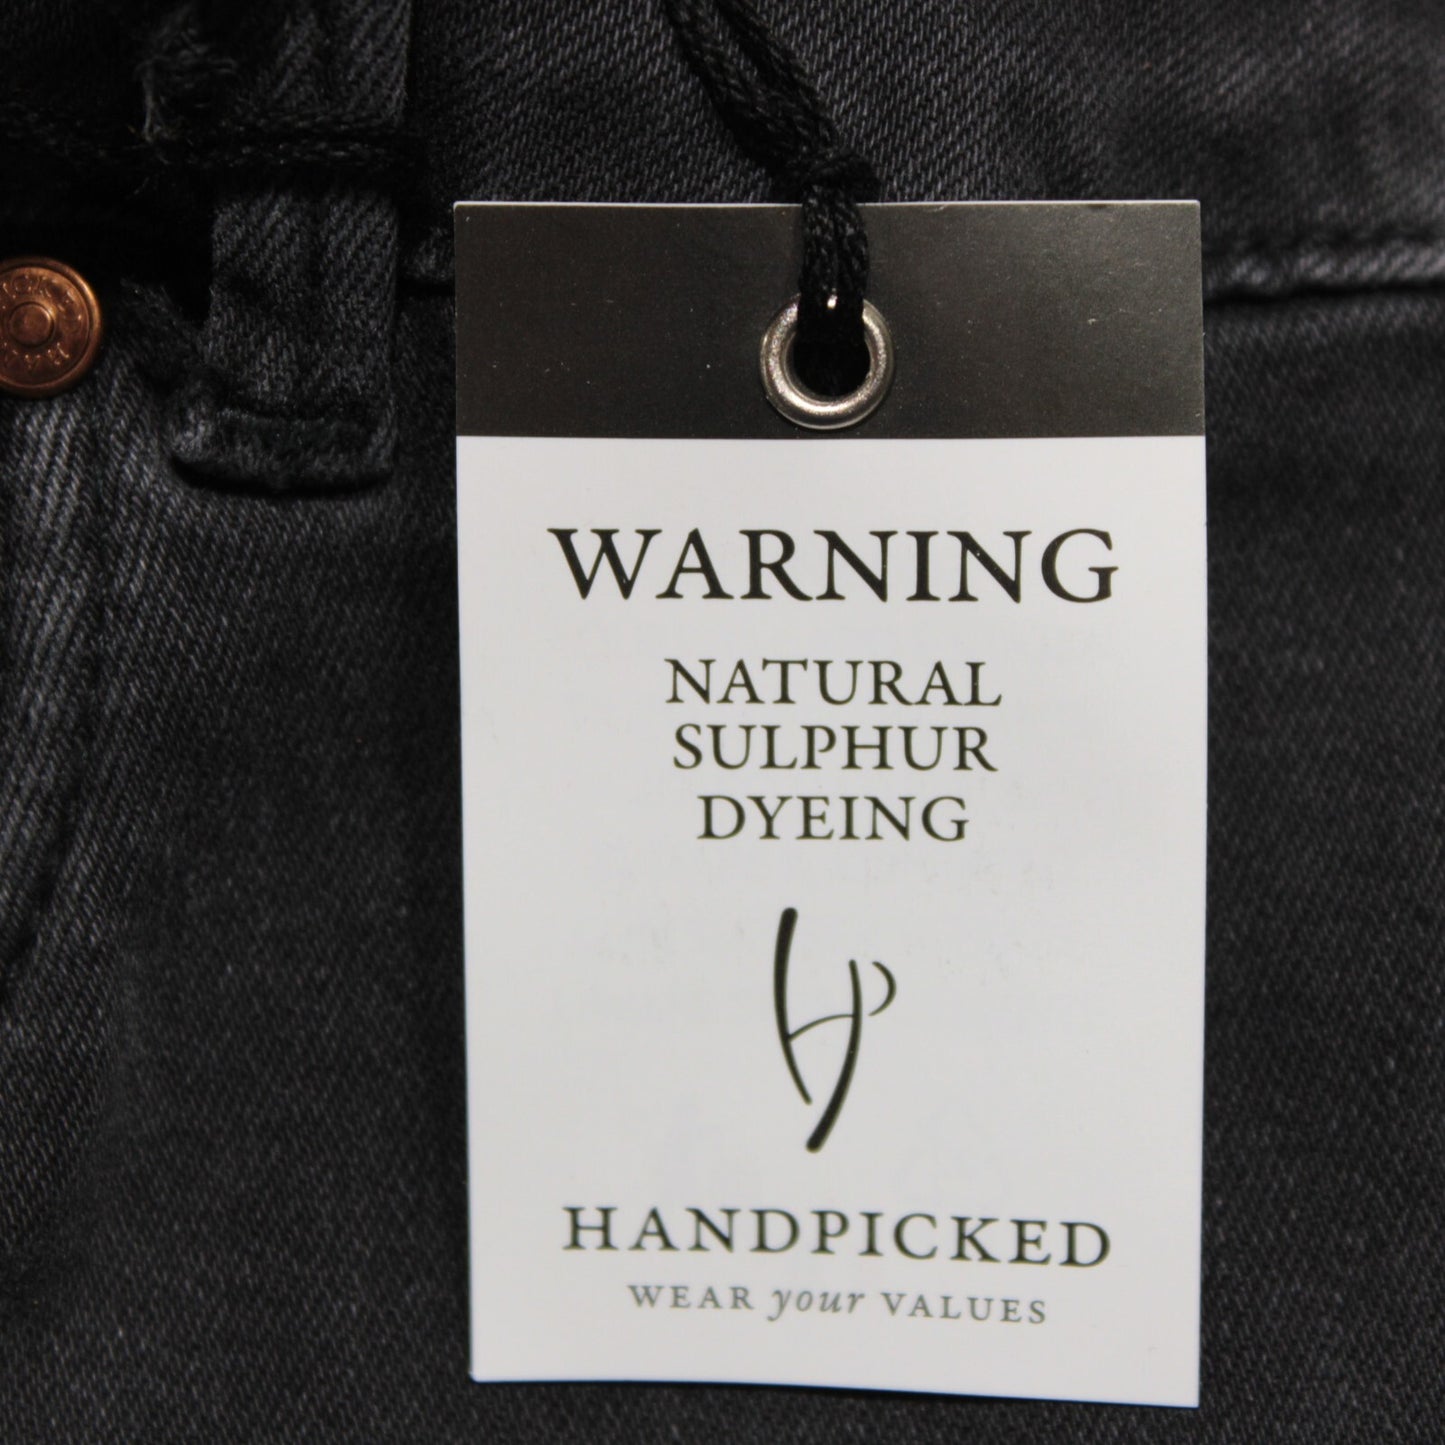 WARNING
NATURAL
SULPHUR
DYEING
HANDPICKED
WEAR your VALUES